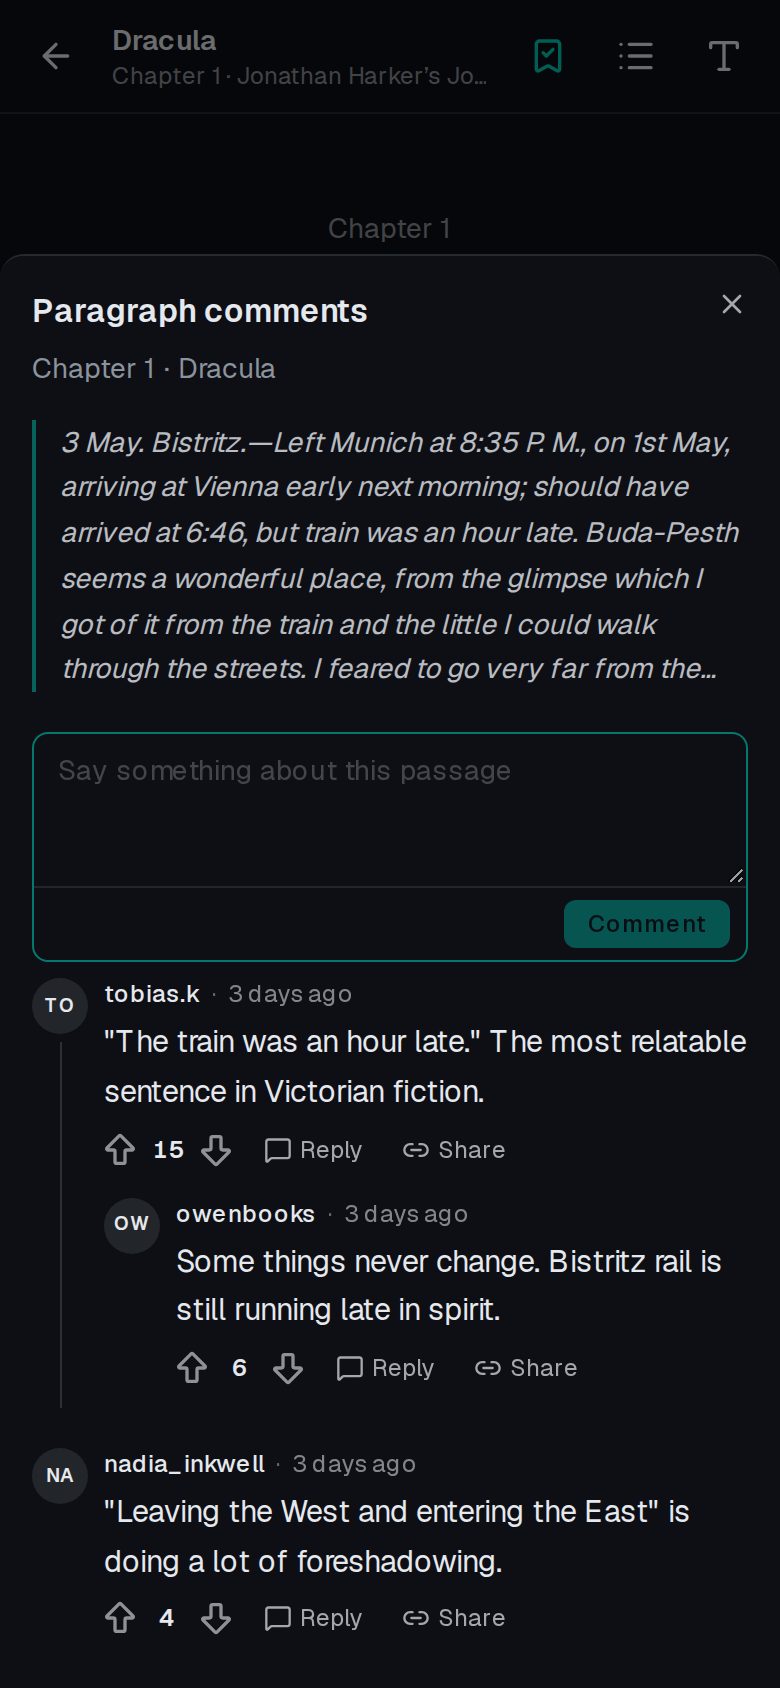 Dracula
Chapter 1 · Jonathan Harker’s Jo…
Chapter 1
Paragraph comments
Chapter 1 · Dracula
3 May. Bistritz.—Left Munich at 8:35 P. M., on 1st May,
arriving at Vienna early next morning; should have
arrived at 6:46, but train was an hour late. Buda-Pesth
seems a wonderful place, from the glimpse which I
got of it from the train and the little I could walk
through the streets. I feared to go very far from the…
Say something about this passage
Comment
TO
tobias.k · 3 days ago
"The train was an hour late." The most relatable
sentence in Victorian fiction.
15 Reply Share
OW
owenbooks · 3 days ago
Some things never change. Bistritz rail is
still running late in spirit.
6 Reply Share
NA
nadia_inkwell · 3 days ago
"Leaving the West and entering the East" is
doing a lot of foreshadowing.
4 Reply Share